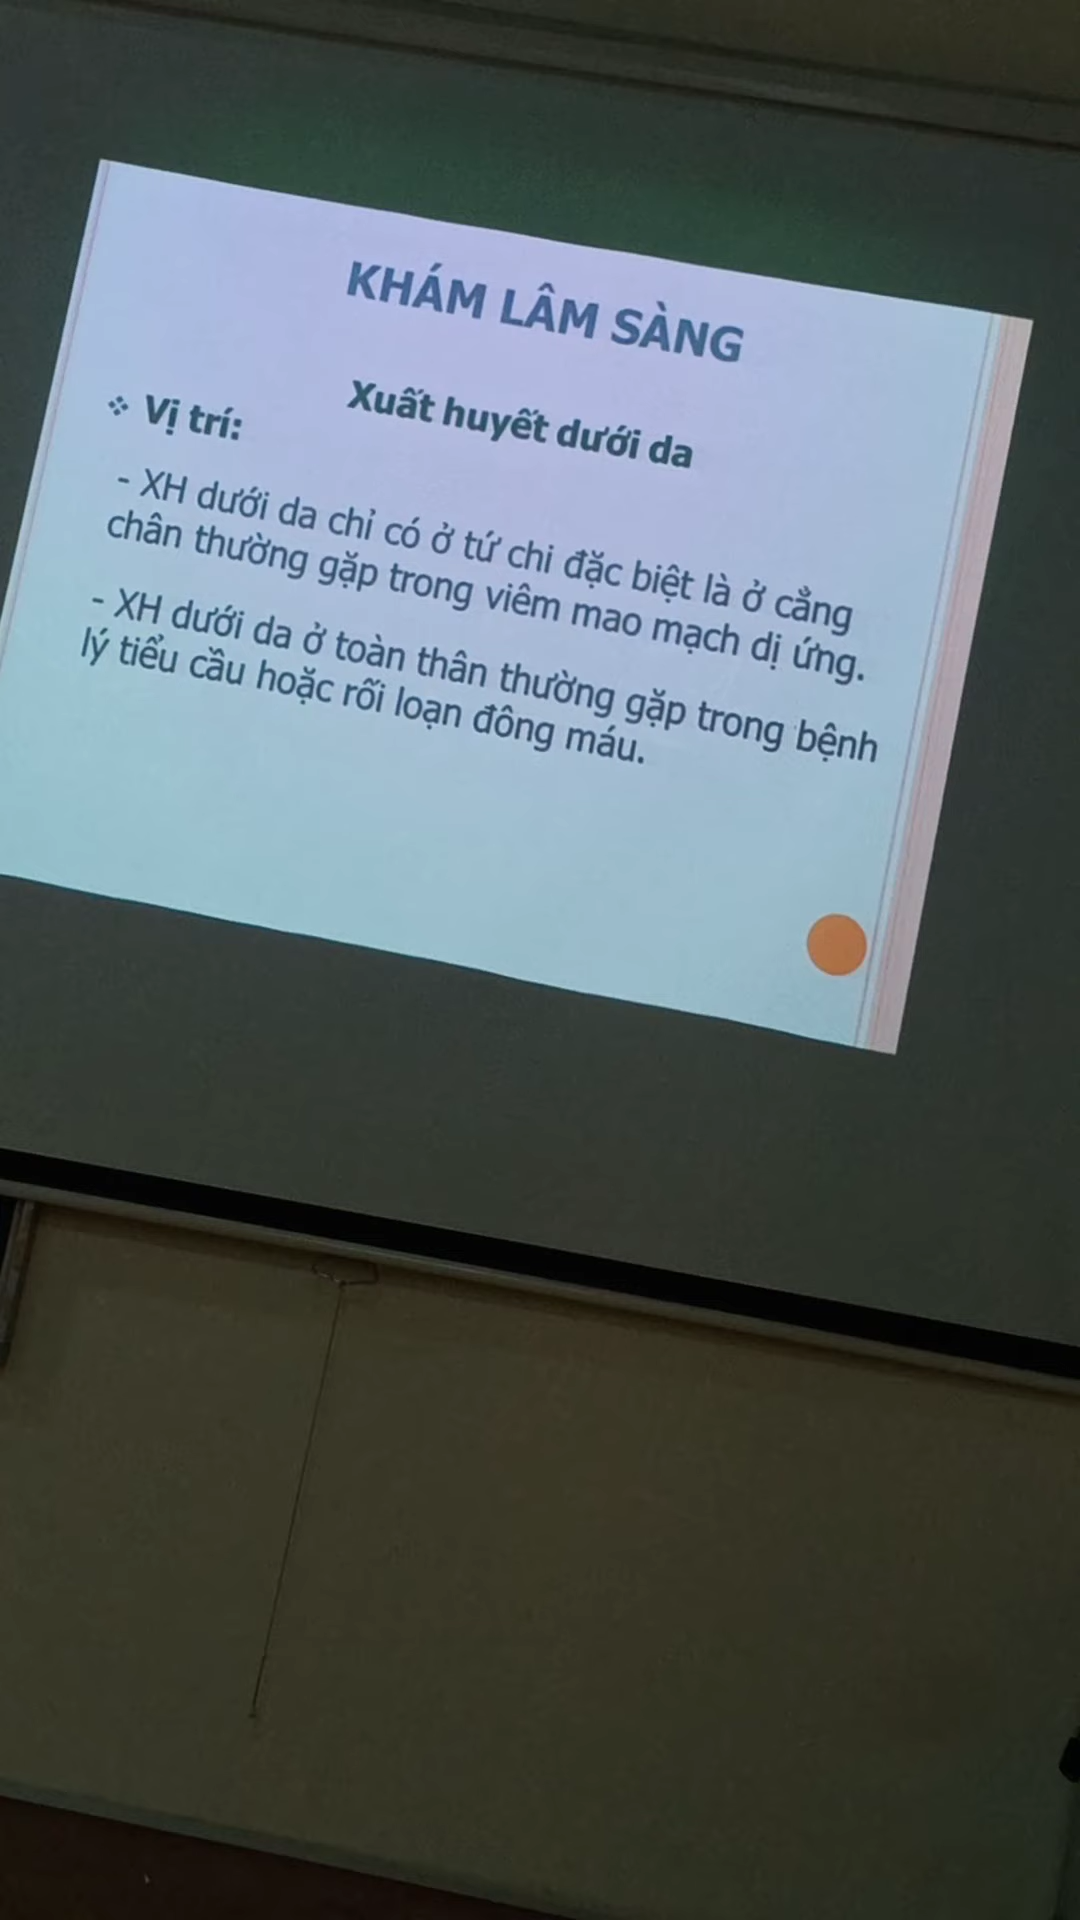 KHÁM LÂM SÀNG
Xuất huyết dưới da
❖ Vị trí:
- XH dưới da chỉ có ở tứ chi đặc biệt là ở cẳng
chân thường gặp trong viêm mao mạch dị ứng.
- XH dưới da ở toàn thân thường gặp trong bệnh
lý tiểu cầu hoặc rối loạn đông máu.